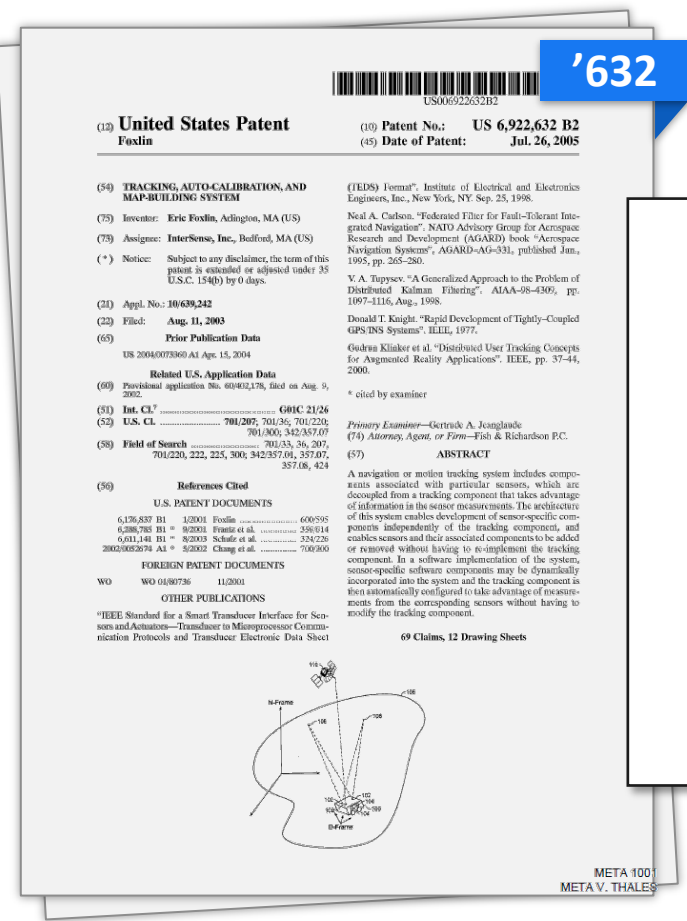 ’632
US006922632B2
(12) United States Patent
Foxlin
(10) Patent No.: US 6,922,632 B2
(45) Date of Patent: Jul. 26, 2005
(54) TRACKING, AUTO-CALIBRATION, AND
MAP-BUILDING SYSTEM
(75) Inventor: Eric Foxlin, Arlington, MA (US)
(73) Assignee: InterSense, Inc., Bedford, MA (US)
(*) Notice: Subject to any disclaimer, the term of this
patent is extended or adjusted under 35
U.S.C. 154(b) by 0 days.
(21) Appl. No.: 10/639,242
(22) Filed: Aug. 11, 2003
(65) Prior Publication Data
US 2004/0073360 A1 Apr. 15, 2004
Related U.S. Application Data
(60) Provisional application No. 60/402,178, filed on Aug. 9,
2002.
(51) Int. Cl.7 ........................... G01C 21/26
(52) U.S. Cl. ........................ 701/207; 701/36; 701/220;
701/300; 342/357.07
(58) Field of Search ........................... 701/33, 36, 207,
701/220, 222, 225, 300; 342/357.01, 357.07,
357.08, 424
(56) References Cited
U.S. PATENT DOCUMENTS
6,176,837 B1 1/2001 Foxlin ........................ 600/595
6,288,785 B1 * 9/2001 Frantz et al. ................ 356/614
6,611,141 B1 * 8/2003 Schulz et al. ................ 324/226
2002/0052674 A1 * 5/2002 Chang et al. ................ 700/300
FOREIGN PATENT DOCUMENTS
WO WO 01/80736 11/2001
OTHER PUBLICATIONS
“IEEE Standard for a Smart Transducer Interface for Sen-
sors and Actuators—Transducer to Microprocessor Commu-
nication Protocols and Transducer Electronic Data Sheet
(TEDS) Format”. Institute of Electrical and Electronics
Engineers, Inc., New York, NY. Sep. 25, 1998.
Neal A. Carlson. “Federated Filter for Fault–Tolerant Inte-
grated Navigation”. NATO Advisory Group for Aerospace
Research and Development (AGARD) book “Aerospace
Navigation Systems”, AGARD–AG–331, published Jun.,
1995, pp. 265–280.
V. A. Tupysev. “A Generalized Approach to the Problem of
Distributed Kalman Filtering”. AIAA–98–4309, pp.
1097–1116, Aug., 1998.
Donald T. Knight. “Rapid Development of Tightly–Coupled
GPS/INS Systems”. IEEE, 1977.
Gudrun Klinker et al. “Distributed User Tracking Concepts
for Augmented Reality Applications”. IEEE, pp. 37–44,
2000.
* cited by examiner
Primary Examiner—Gertrude A. Jeanglaude
(74) Attorney, Agent, or Firm—Fish & Richardson P.C.
(57) ABSTRACT
A navigation or motion tracking system includes compo-
nents associated with particular sensors, which are
decoupled from a tracking component that takes advantage
of information in the sensor measurements. The architecture
of this system enables development of sensor-specific com-
ponents independently of the tracking component, and
enables sensors and their associated components to be added
or removed without having to re-implement the tracking
component. In a software implementation of the system,
sensor-specific software components may be dynamically
incorporated into the system and the tracking component is
then automatically configured to take advantage of measure-
ments from the corresponding sensors without having to
modify the tracking component.
69 Claims, 12 Drawing Sheets
n-Frame
b-Frame
META 1001
META V. THALES